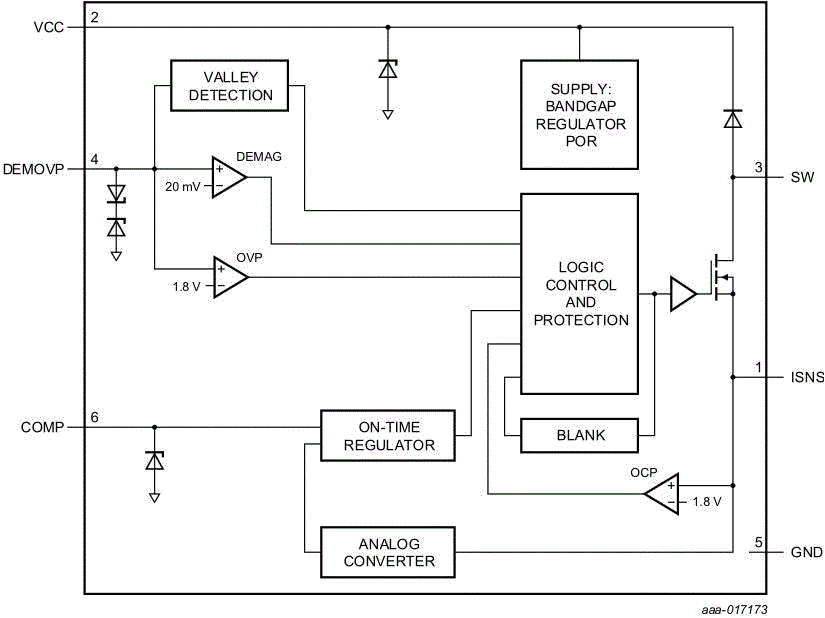 2
VCC
VALLEY
DETECTION
SUPPLY:
BANDGAP
REGULATOR
POR
4
DEMOVP
DEMAG
+
20 mV
−
3
SW
OVP
+
1.8 V
−
LOGIC
CONTROL
AND
PROTECTION
1
ISNS
6
COMP
ON-TIME
REGULATOR
BLANK
OCP
+
−
1.8 V
ANALOG
CONVERTER
5
GND
aaa-017173